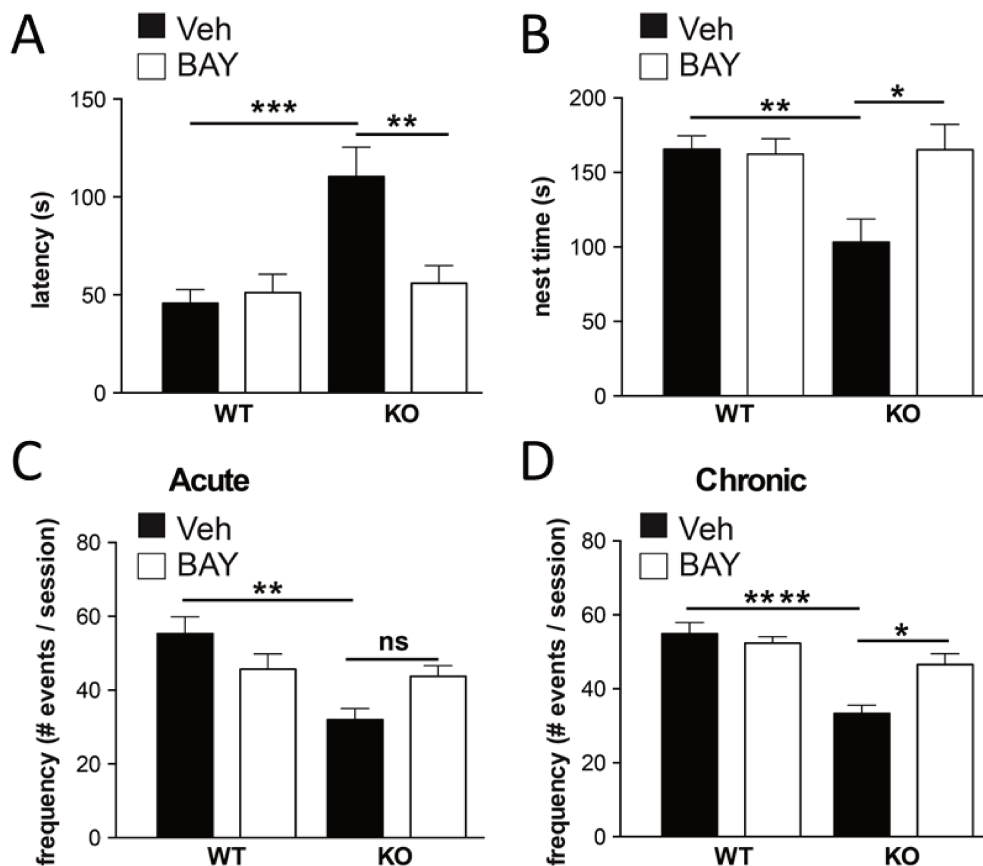 A
Veh
BAY
latency (s)
150
100
50
0
***
**
WT
KO
B
Veh
BAY
nest time (s)
200
150
100
50
0
**
*
WT
KO
C
Acute
Veh
BAY
frequency (# events / session)
80
60
40
20
0
**
ns
WT
KO
D
Chronic
Veh
BAY
frequency (# events / session)
80
60
40
20
0
****
*
WT
KO